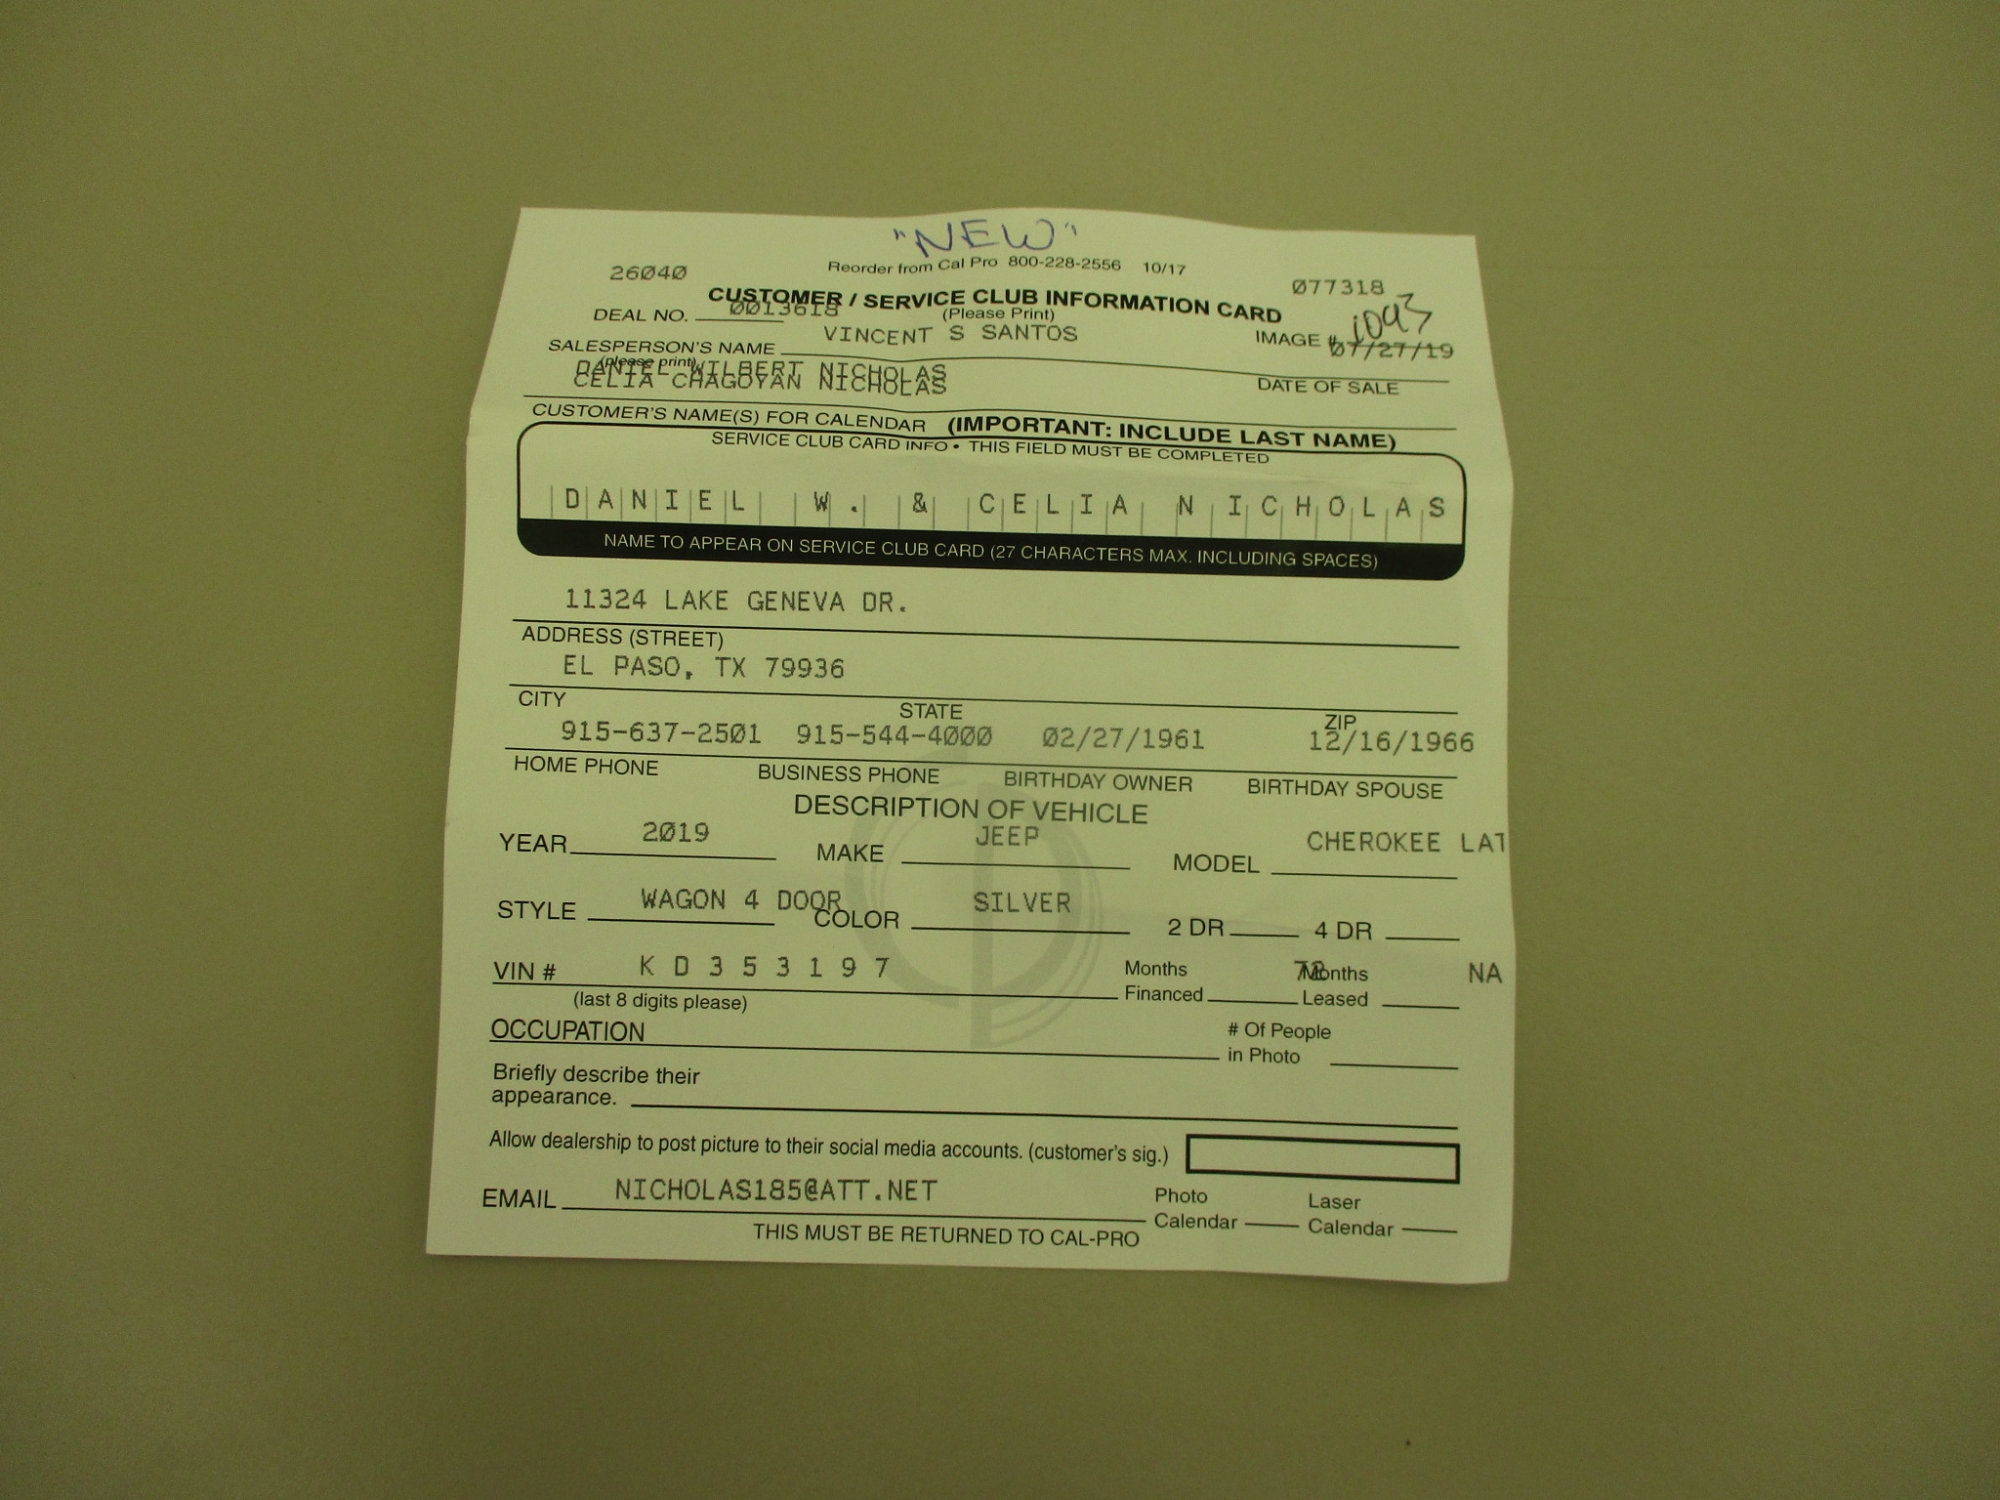 "NEW"
26040 Reorder from Cal Pro 800-228-2556 10/17 077318
CUSTOMER / SERVICE CLUB INFORMATION CARD
DEAL NO. 0013618 (Please Print) IMAGE # 1093
VINCENT S SANTOS 07/27/19
SALESPERSON'S NAME
(please print)
DANIEL WILBERT NICHOLAS
CELIA CHAGOYAN NICHOLAS DATE OF SALE
CUSTOMER'S NAME(S) FOR CALENDAR (IMPORTANT: INCLUDE LAST NAME)
SERVICE CLUB CARD INFO • THIS FIELD MUST BE COMPLETED
DANIEL W. & CELIA NICHOLAS
NAME TO APPEAR ON SERVICE CLUB CARD (27 CHARACTERS MAX. INCLUDING SPACES)
11324 LAKE GENEVA DR.
ADDRESS (STREET)
EL PASO, TX 79936
CITY STATE ZIP
915-637-2501 915-544-4000 02/27/1961 12/16/1966
HOME PHONE BUSINESS PHONE BIRTHDAY OWNER BIRTHDAY SPOUSE
DESCRIPTION OF VEHICLE
YEAR 2019 MAKE JEEP MODEL CHEROKEE LAT
STYLE WAGON 4 DOOR COLOR SILVER 2 DR 4 DR
VIN # K D 3 5 3 1 9 7 Months Financed Months Leased NA
(last 8 digits please)
OCCUPATION # Of People in Photo
Briefly describe their
appearance.
Allow dealership to post picture to their social media accounts. (customer's sig.)
EMAIL NICHOLAS185@ATT.NET Photo Calendar Laser Calendar
THIS MUST BE RETURNED TO CAL-PRO